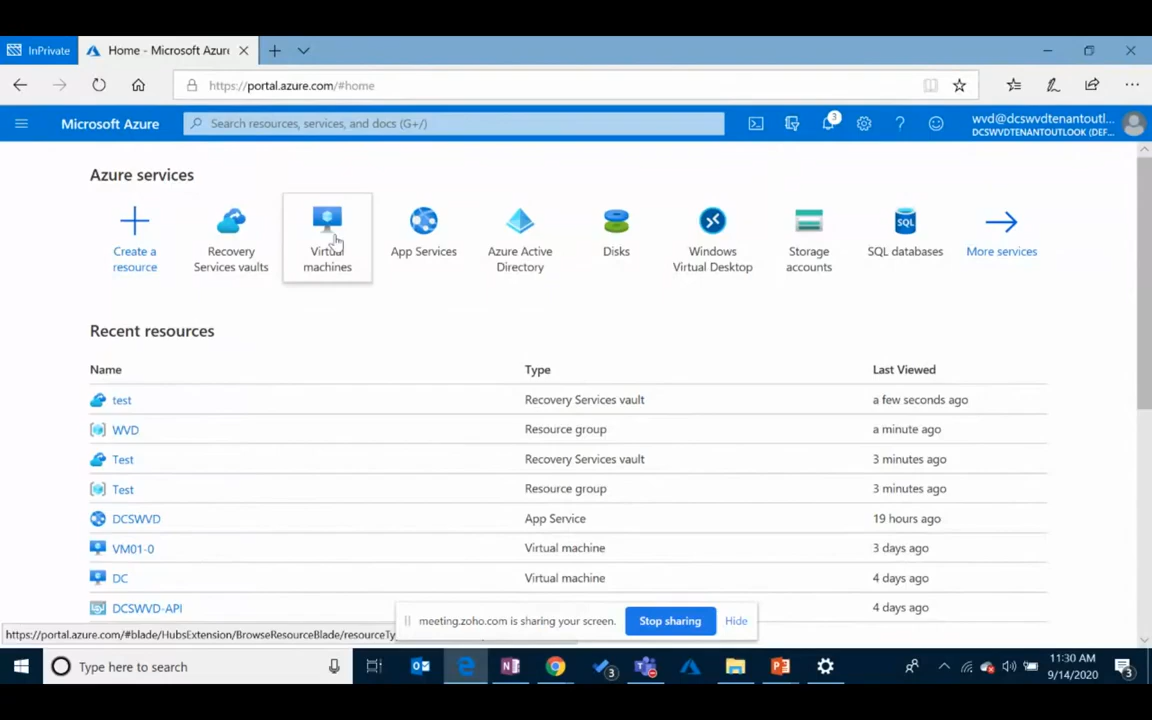 InPrivate
Home - Microsoft Azure
https://portal.azure.com/#home
Microsoft Azure
Search resources, services, and docs (G+/)
3
wvd@dcswvdtenantoutl...
DCSWVDTENANTOUTLOOK (DEF...
Azure services
Create a resource
Recovery Services vaults
Virtual machines
App Services
Azure Active Directory
Disks
Windows Virtual Desktop
Storage accounts
SQL
SQL databases
More services
Recent resources
Name Type Last Viewed
test Recovery Services vault a few seconds ago
WVD Resource group a minute ago
Test Recovery Services vault 3 minutes ago
Test Resource group 3 minutes ago
DCSWVD App Service 19 hours ago
VM01-0 Virtual machine 3 days ago
DC Virtual machine 4 days ago
DCSWVD-API 4 days ago
meeting.zoho.com is sharing your screen. Stop sharing Hide
https://portal.azure.com/#blade/HubsExtension/BrowseResourceBlade/resourceTy
Type here to search
3
11:30 AM
9/14/2020
3